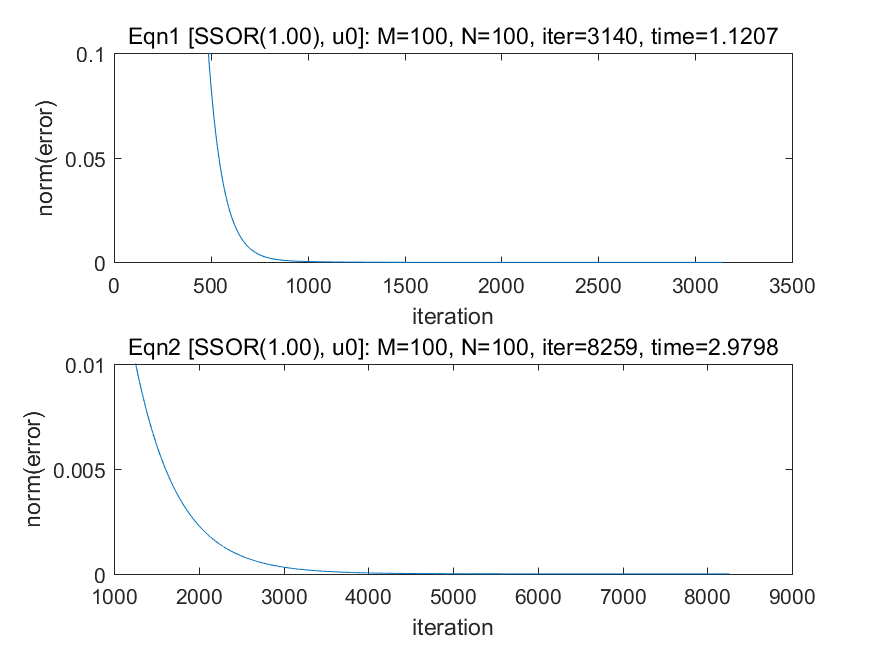 Eqn1 [SSOR(1.00), u0]: M=100, N=100, iter=3140, time=1.1207
0.1
0.05
0
norm(error)
0 500 1000 1500 2000 2500 3000 3500
iteration
Eqn2 [SSOR(1.00), u0]: M=100, N=100, iter=8259, time=2.9798
0.01
0.005
0
norm(error)
1000 2000 3000 4000 5000 6000 7000 8000 9000
iteration